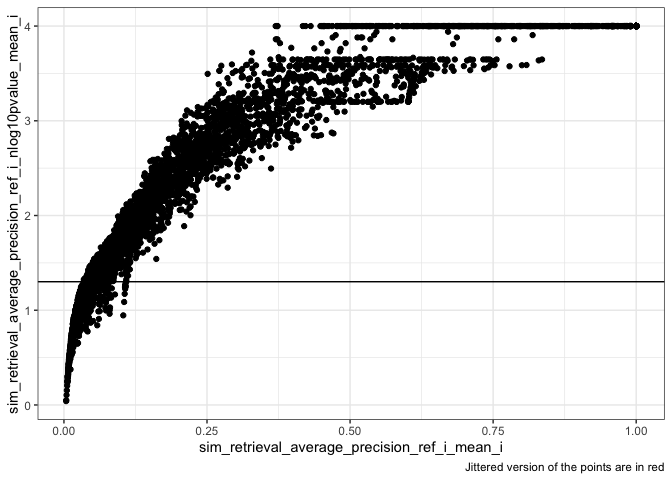 sim_retrieval_average_precision_ref_i_nlog10pvalue_mean_i
4
3
2
1
0
0.00 0.25 0.50 0.75 1.00
sim_retrieval_average_precision_ref_i_mean_i
Jittered version of the points are in red